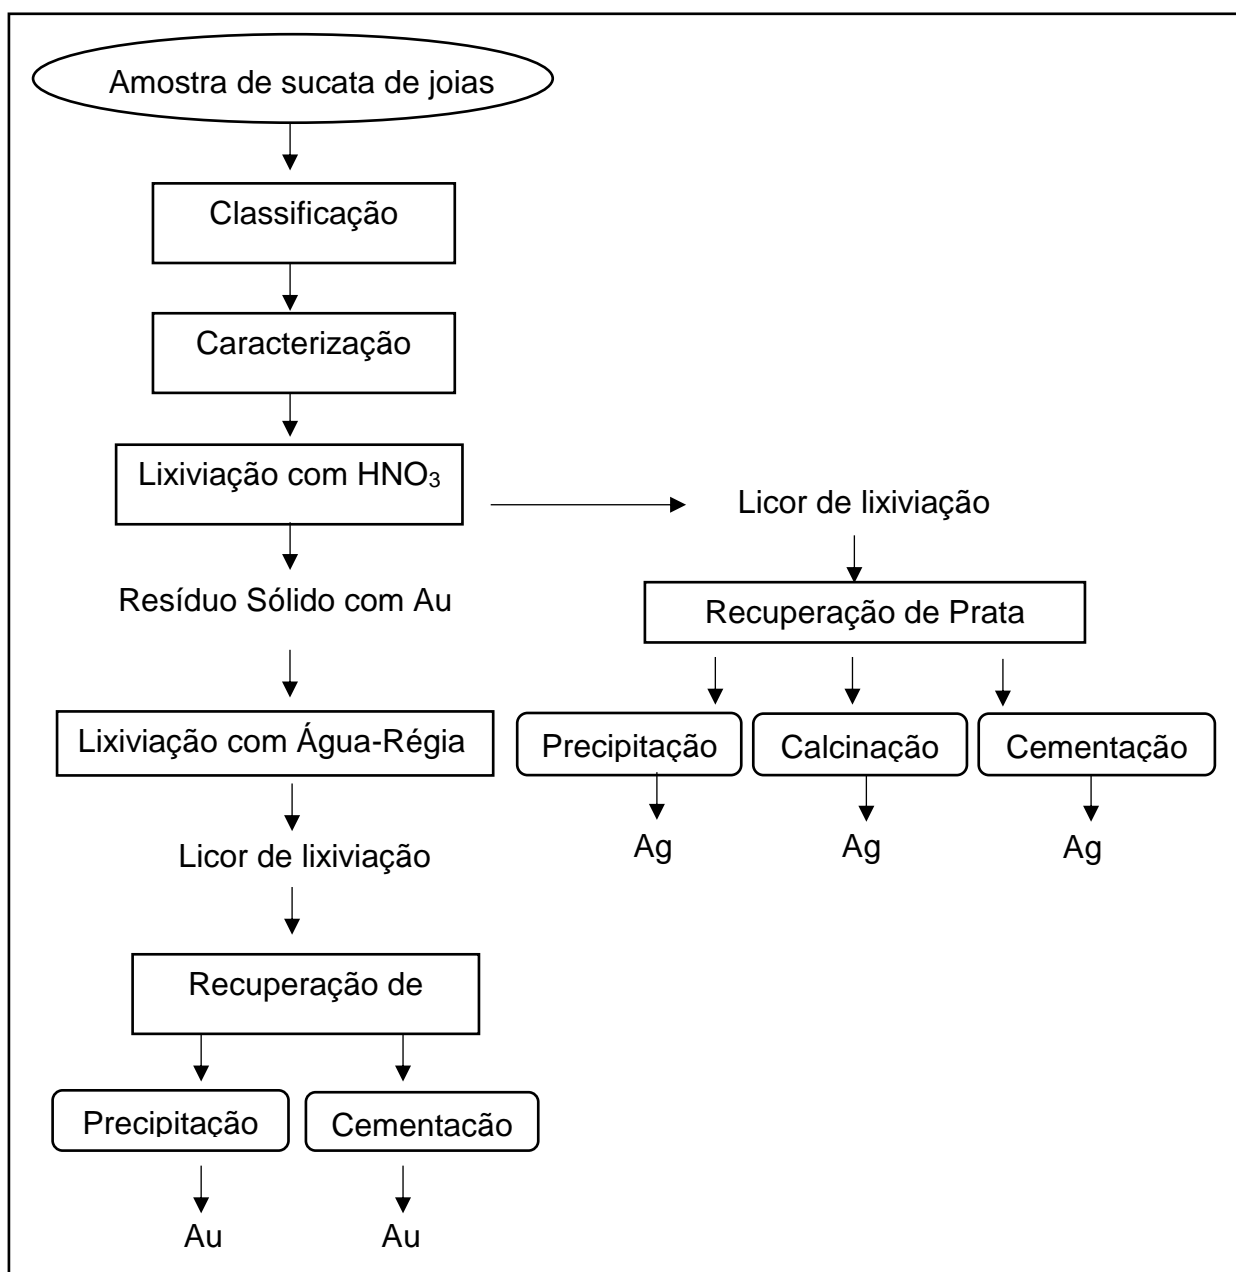 Amostra de sucata de joias
Classificação
Caracterização
Lixiviação com HNO₃
Licor de lixiviação
Resíduo Sólido com Au
Recuperação de Prata
Lixiviação com Água-Régia
Precipitação
Calcinação
Cementação
Ag
Ag
Ag
Licor de lixiviação
Recuperação de
Precipitação
Cementação
Au
Au